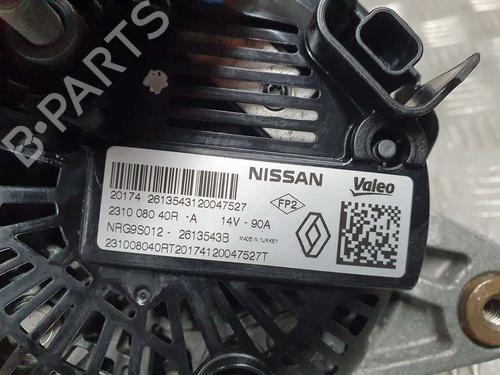 B-PARTS
NISSAN
Valeo
20174 2613543120047527
2310 080 40R -A 14V - 90A
FP2
NRG9S012 - 2613543B
MADE IN TURKEY
231008040RT20174120047527T